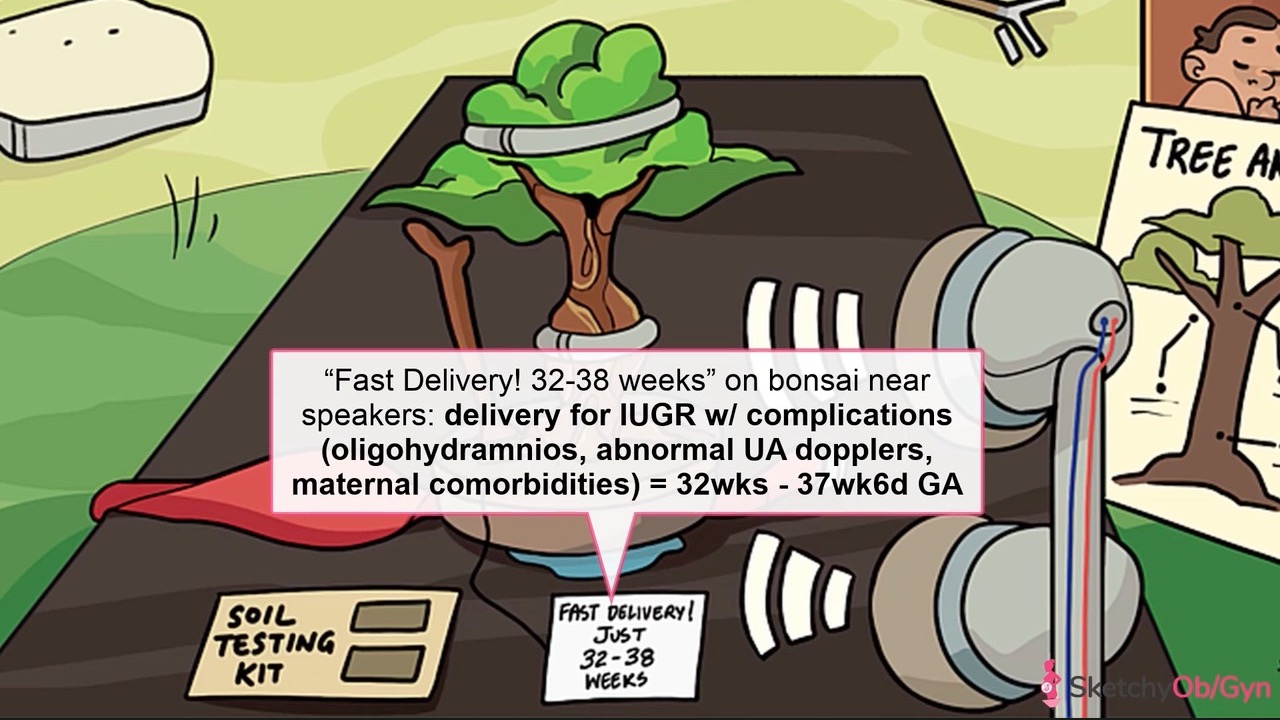 TREE AN
“Fast Delivery! 32-38 weeks” on bonsai near
speakers: delivery for IUGR w/ complications
(oligohydramnios, abnormal UA dopplers,
maternal comorbidities) = 32wks - 37wk6d GA
SOIL
TESTING
KIT
FAST DELIVERY!
JUST
32-38
WEEKS
SketchyOb/Gyn